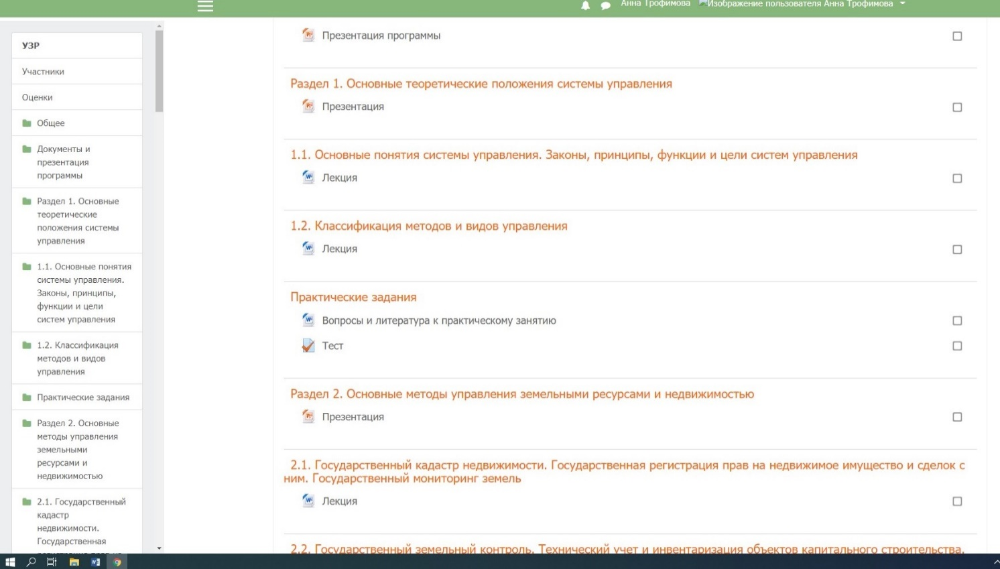 Анна Трофимова Изображение пользователя Анна Трофимова
УЗР
Участники
Оценки
Общее
Документы и
презентация
программы
Раздел 1. Основные
теоретические
положения системы
управления
1.1. Основные понятия
системы управления.
Законы, принципы,
функции и цели
систем управления
1.2. Классификация
методов и видов
управления
Практические задания
Раздел 2. Основные
методы управления
земельными
ресурсами и
недвижимостью
2.1. Государственный
кадастр
недвижимости.
Государственная
Презентация программы
Раздел 1. Основные теоретические положения системы управления
Презентация
1.1. Основные понятия системы управления. Законы, принципы, функции и цели систем управления
Лекция
1.2. Классификация методов и видов управления
Лекция
Практические задания
Вопросы и литература к практическому занятию
Тест
Раздел 2. Основные методы управления земельными ресурсами и недвижимостью
Презентация
2.1. Государственный кадастр недвижимости. Государственная регистрация прав на недвижимое имущество и сделок с
ним. Государственный мониторинг земель
Лекция
2.2. Государственный земельный контроль. Технический учет и инвентаризация объектов капитального строительства.